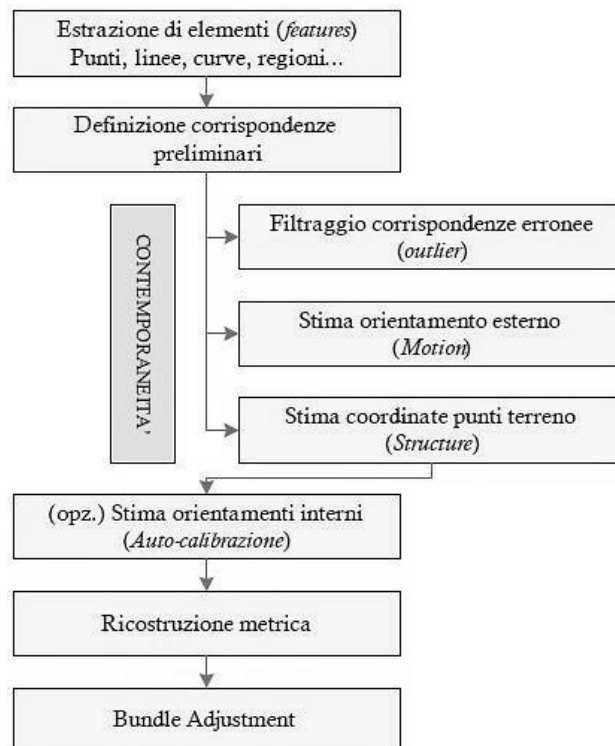 Estrazione di elementi (features)
Punti, linee, curve, regioni…
Definizione corrispondenze
preliminari
CONTEMPORANEITA'
Filtraggio corrispondenze erronee
(outlier)
Stima orientamento esterno
(Motion)
Stima coordinate punti terreno
(Structure)
(opz.) Stima orientamenti interni
(Auto-calibrazione)
Ricostruzione metrica
Bundle Adjustment